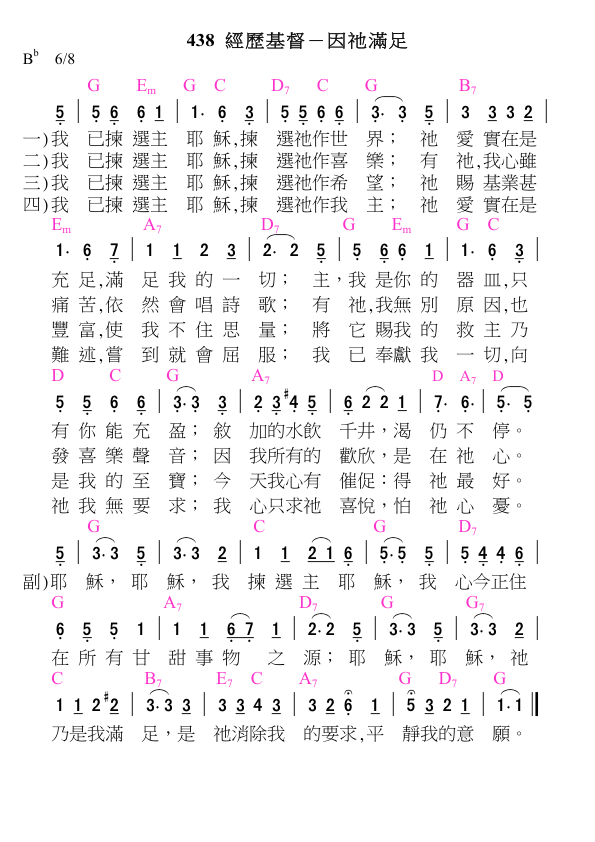 438 經歷基督－因祂滿足
B♭ 6/8
G Em G C D7 C G B7
5 | 5 6 6 1 | 1· 6 3 | 5 5 6 6 | 3· 3 5 | 3 3 3 2 |
一)我 已揀 選主 耶 穌,揀 選祂作世 界； 祂 愛 實在是
二)我 已揀 選主 耶 穌,揀 選祂作喜 樂； 有 祂,我心雖
三)我 已揀 選主 耶 穌,揀 選祂作希 望； 祂 賜 基業甚
四)我 已揀 選主 耶 穌,揀 選祂作我 主； 祂 愛 實在是
Em A7 D7 G Em G C
1· 6 7 | 1 1 2 3 | 2· 2 5 | 5 6 6 1 | 1· 6 3 |
充 足,滿 足 我 的 一 切； 主，我 是你 的 器 皿,只
痛 苦,依 然 會 唱 詩 歌； 有 祂,我無 別 原 因,也
豐 富,使 我 不 住 思 量； 將 它 賜我 的 救 主 乃
難 述,嘗 到 就 會 屈 服； 我 已 奉獻 我 一 切,向
D C G A7 D A7 D
5 5 6 6 | 3· 3 3 | 2 3 #4 5 | 6 2 2 1 | 7· 6· | 5· 5 |
有 你 能 充 盈； 敘 加的水飲 千井，渴 仍 不 停。
發 喜 樂 聲 音； 因 我所有的 歡欣，是 在 祂 心。
是 我 的 至 寶； 今 天我心有 催促：得 祂 最 好。
祂 我 無 要 求； 我 心只求祂 喜悅，怕 祂 心 憂。
G C G D7
5 | 3· 3 5 | 3· 3 2 | 1 1 2 1 6 | 5· 5 5 | 5 4 4 6 |
副)耶 穌， 耶 穌， 我 揀 選 主 耶 穌， 我 心今正住
G A7 D7 G G7
6 5 5 1 | 1 1 6 7 1 | 2· 2 5 | 3· 3 5 | 3· 3 2 |
在 所 有 甘 甜 事 物 之 源； 耶 穌， 耶 穌， 祂
C B7 E7 C A7 G D7 G
1 1 2 #2 | 3· 3 3 | 3 3 4 3 | 3 2 6 1 | 5 3 2 1 | 1· 1 ‖
乃是我滿 足，是 祂消除我 的要求,平 靜我的意 願。